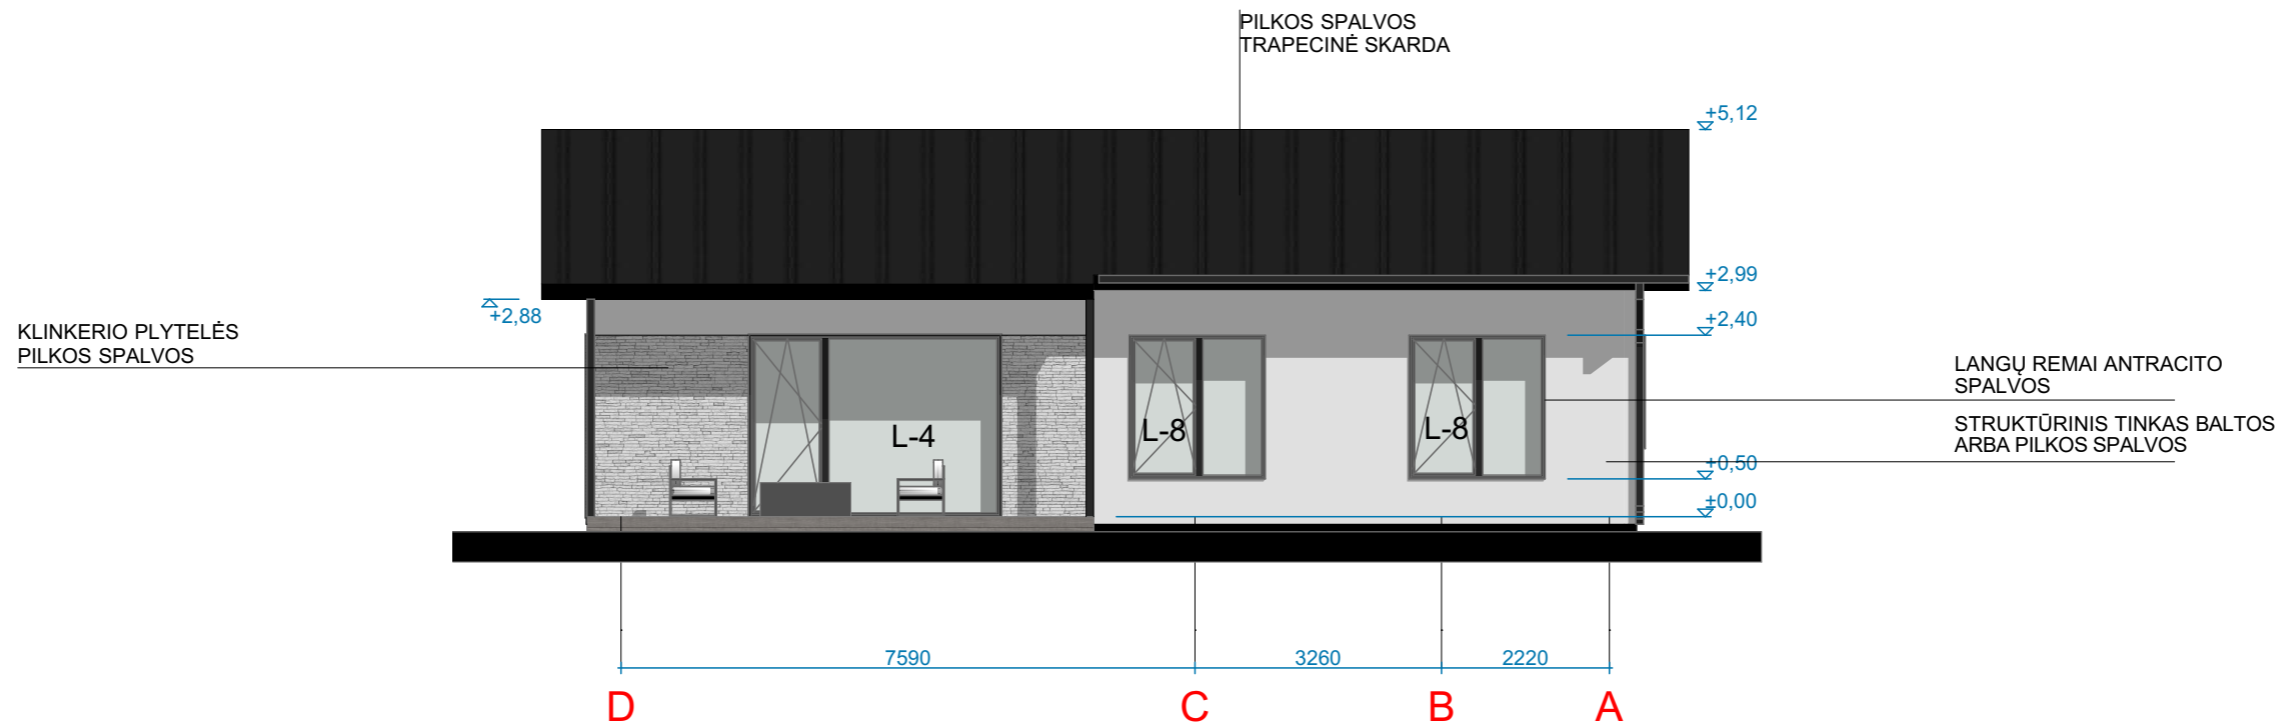 PILKOS SPALVOS
TRAPECINĖ SKARDA
+5,12
+2,99
+2,88
+2,40
KLINKERIO PLYTELĖS
PILKOS SPALVOS
LANGŲ REMAI ANTRACITO
SPALVOS
STRUKTŪRINIS TINKAS BALTOS
ARBA PILKOS SPALVOS
L-4
L-8
L-8
+0,50
±0,00
7590
3260
2220
D
C
B
A